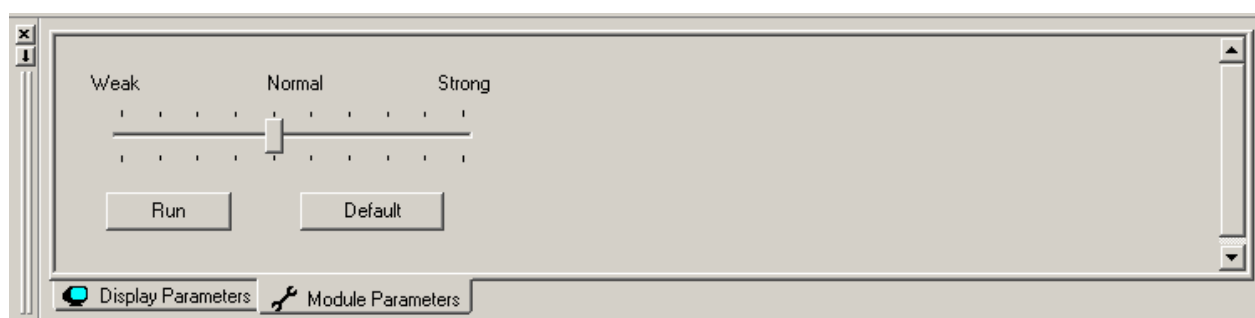 Weak Normal Strong
Run Default
Display Parameters Module Parameters